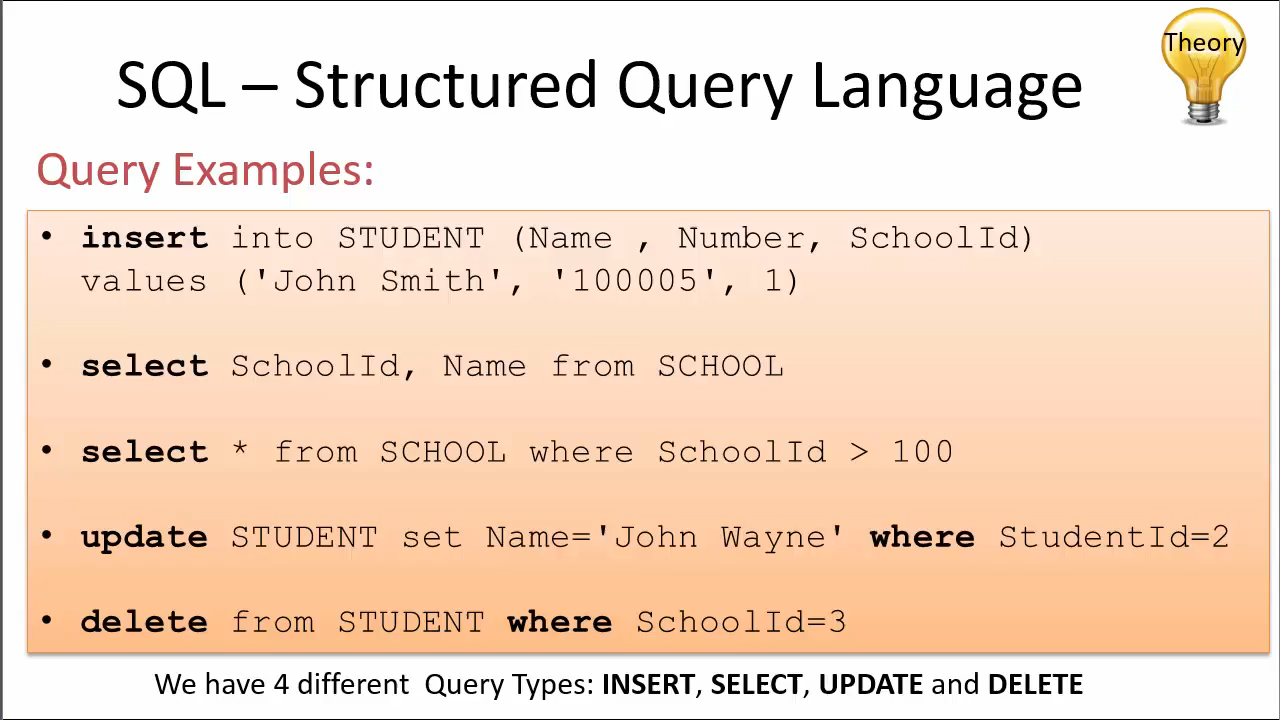 Theory
SQL – Structured Query Language
Query Examples:
• insert into STUDENT (Name , Number, SchoolId)
values ('John Smith', '100005', 1)
• select SchoolId, Name from SCHOOL
• select * from SCHOOL where SchoolId > 100
• update STUDENT set Name='John Wayne' where StudentId=2
• delete from STUDENT where SchoolId=3
We have 4 different  Query Types: INSERT, SELECT, UPDATE and DELETE